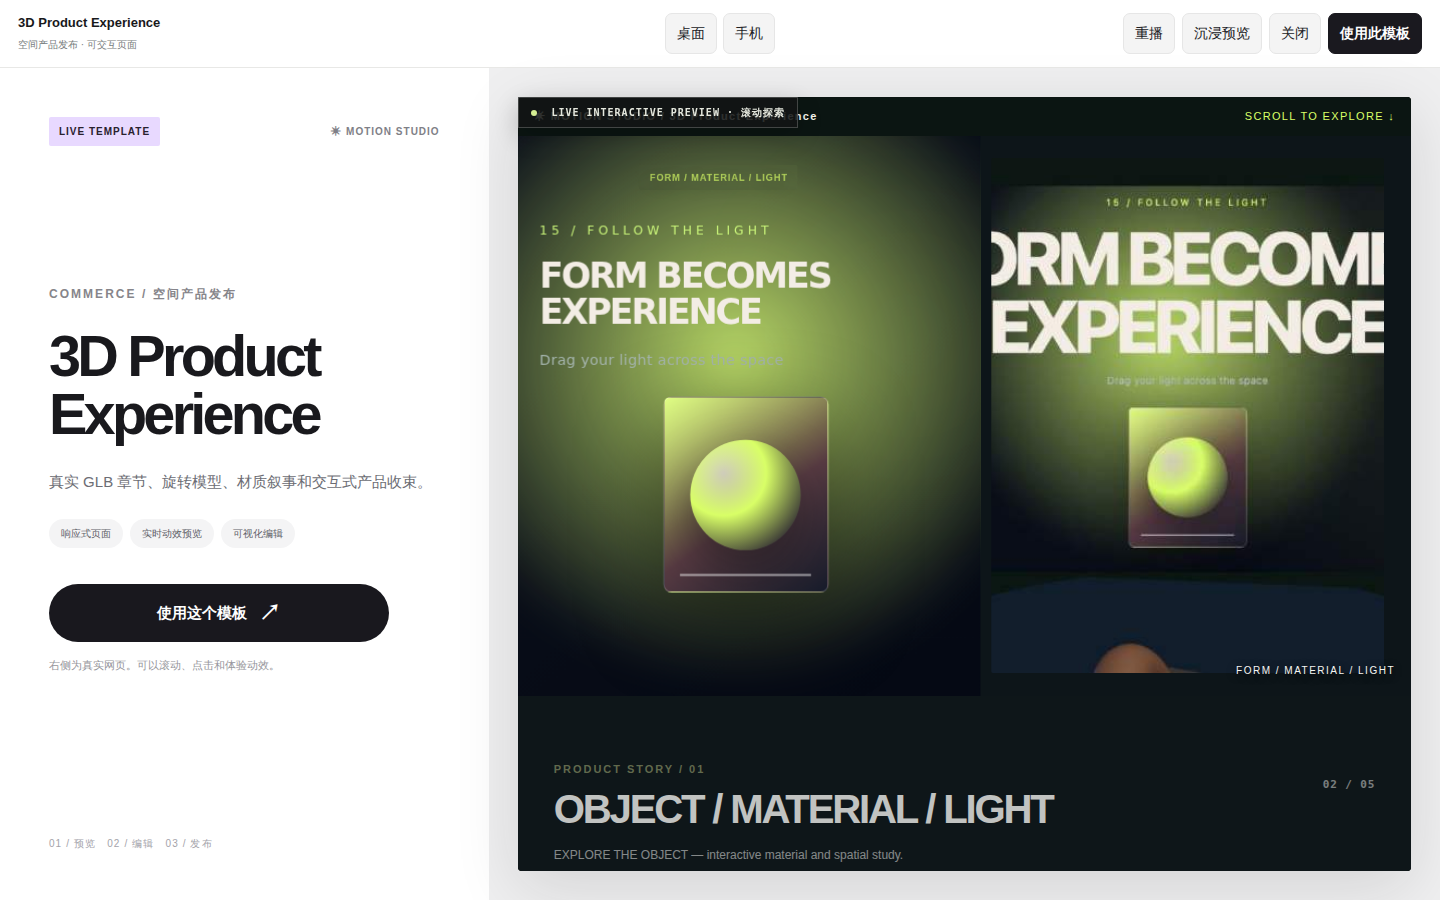 3D Product Experience
空间产品发布 · 可交互页面
桌面
手机
重播
沉浸预览
关闭
使用此模板
LIVE TEMPLATE
✴ MOTION STUDIO
COMMERCE / 空间产品发布
3D Product
Experience
真实 GLB 章节、旋转模型、材质叙事和交互式产品收束。
响应式页面
实时动效预览
可视化编辑
使用这个模板 ↗
右侧为真实网页。可以滚动、点击和体验动效。
01 / 预览 02 / 编辑 03 / 发布
LIVE INTERACTIVE PREVIEW · 滚动探索
SCROLL TO EXPLORE ↓
FORM / MATERIAL / LIGHT
15 / FOLLOW THE LIGHT
FORM BECOMES
EXPERIENCE
Drag your light across the space
16 / FOLLOW THE LIGHT
ORM BECOME
EXPERIENCE
Drag your light across the space
FORM / MATERIAL / LIGHT
PRODUCT STORY / 01
OBJECT / MATERIAL / LIGHT
02 / 05
EXPLORE THE OBJECT — interactive material and spatial study.